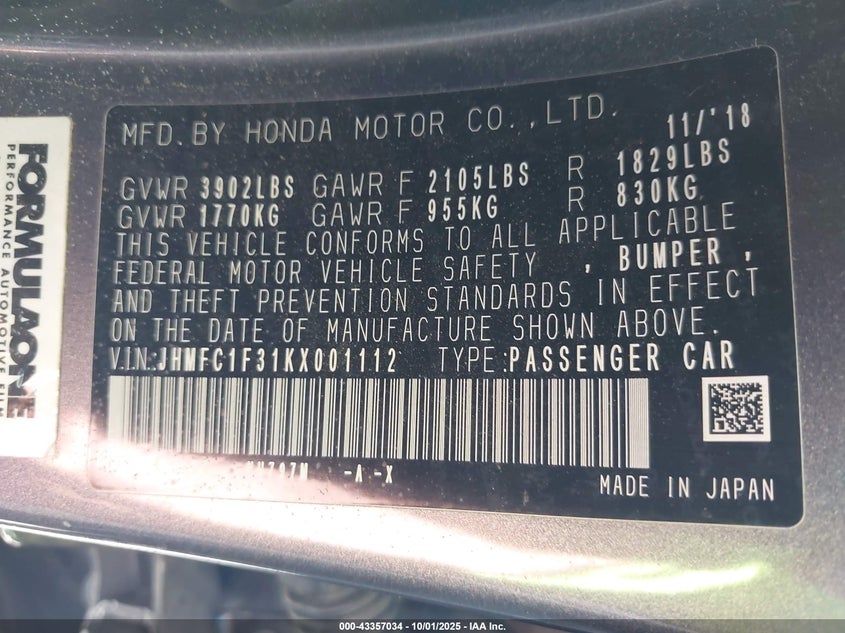 MFD.BY HONDA MOTOR CO.,LTD. 11/'18
GVWR 3902LBS GAWR F 2105LBS R 1829LBS
GVWR 1770KG GAWR F 955KG R 830KG
THIS VEHICLE CONFORMS TO ALL APPLICABLE
FEDERAL MOTOR VEHICLE SAFETY , BUMPER ,
AND THEFT PREVENTION STANDARDS IN EFFECT
ON THE DATE OF MANUFACTURE SHOWN ABOVE.
V.I.N:JHMFC1F31KX001112 TYPE:PASSENGER CAR
-A -X
MADE IN JAPAN
FORMULAONE
PERFORMANCE AUTOMOTIVE FILM
000-43357034 - 10/01/2025 - IAA Inc.